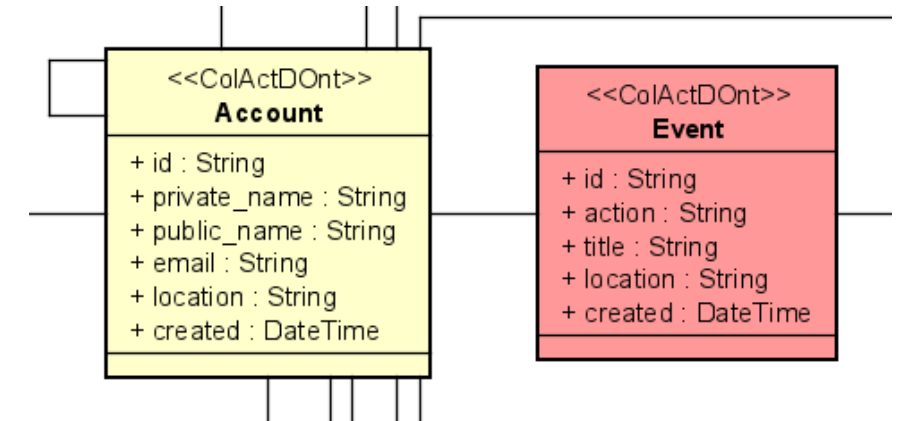 <<ColActDOnt>>
Account
+ id : String
+ private_name : String
+ public_name : String
+ email : String
+ location : String
+ created : DateTime
<<ColActDOnt>>
Event
+ id : String
+ action : String
+ title : String
+ location : String
+ created : DateTime